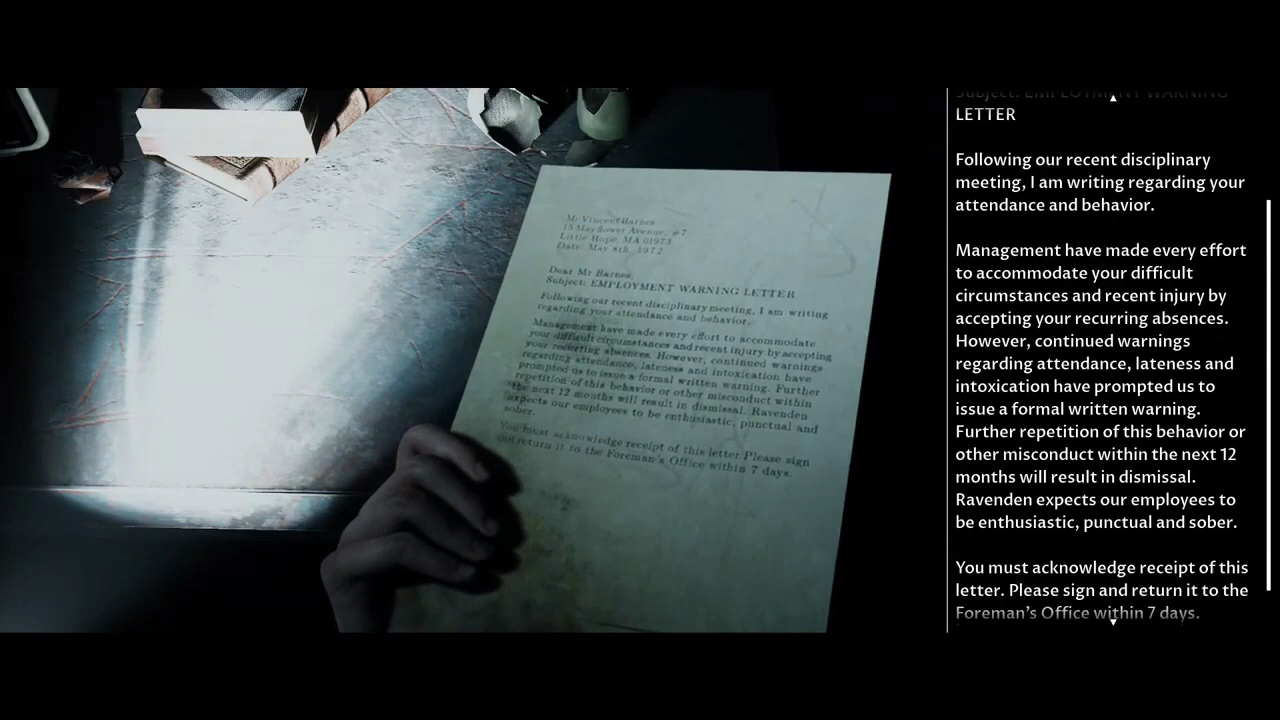 Mr Vincent Barnes
15 Mayflower Avenue, #7
Little Hope, MA 01973
Date: May 8th, 1972
Dear Mr Barnes,
Subject: EMPLOYMENT WARNING LETTER
Following our recent disciplinary meeting, I am writing
regarding your attendance and behavior.
Management have made every effort to accommodate
your difficult circumstances and recent injury by accepting
your recurring absences. However, continued warnings
regarding attendance, lateness and intoxication have
prompted us to issue a formal written warning. Further
repetition of this behavior or other misconduct within
the next 12 months will result in dismissal. Ravenden
expects our employees to be enthusiastic, punctual and
sober.
You must acknowledge receipt of this letter. Please sign
and return it to the Foreman's Office within 7 days.
Subject: EMPLOYMENT WARNING
LETTER
Following our recent disciplinary
meeting, I am writing regarding your
attendance and behavior.
Management have made every effort
to accommodate your difficult
circumstances and recent injury by
accepting your recurring absences.
However, continued warnings
regarding attendance, lateness and
intoxication have prompted us to
issue a formal written warning.
Further repetition of this behavior or
other misconduct within the next 12
months will result in dismissal.
Ravenden expects our employees to
be enthusiastic, punctual and sober.
You must acknowledge receipt of this
letter. Please sign and return it to the
Foreman's Office within 7 days.